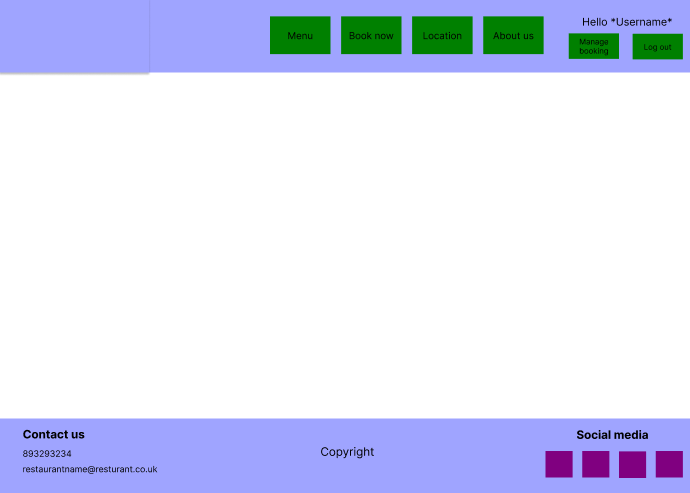 Hello *Username*
Menu
Book now
Location
About us
Manage
booking
Log out
Contact us
893293234
restaurantname@resturant.co.uk
Copyright
Social media